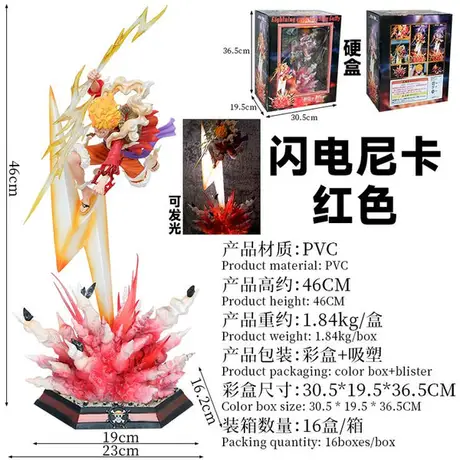 36.5cm
19.5cm
30.5cm
硬盒
46cm
可发光
闪电尼卡
红色
产品材质:PVC
Product material: PVC
产品高约:46CM
Product height: 46CM
产品重约:1.84kg/盒
Product weight: 1.84kg/box
产品包装:彩盒+吸塑
Product packaging: color box+blister
彩盒尺寸:30.5*19.5*36.5CM
Color box size: 30.5 * 19.5 * 36.5CM
装箱数量:16盒/箱
Packing quantity: 16boxes/box
16.2cm
19cm
23cm